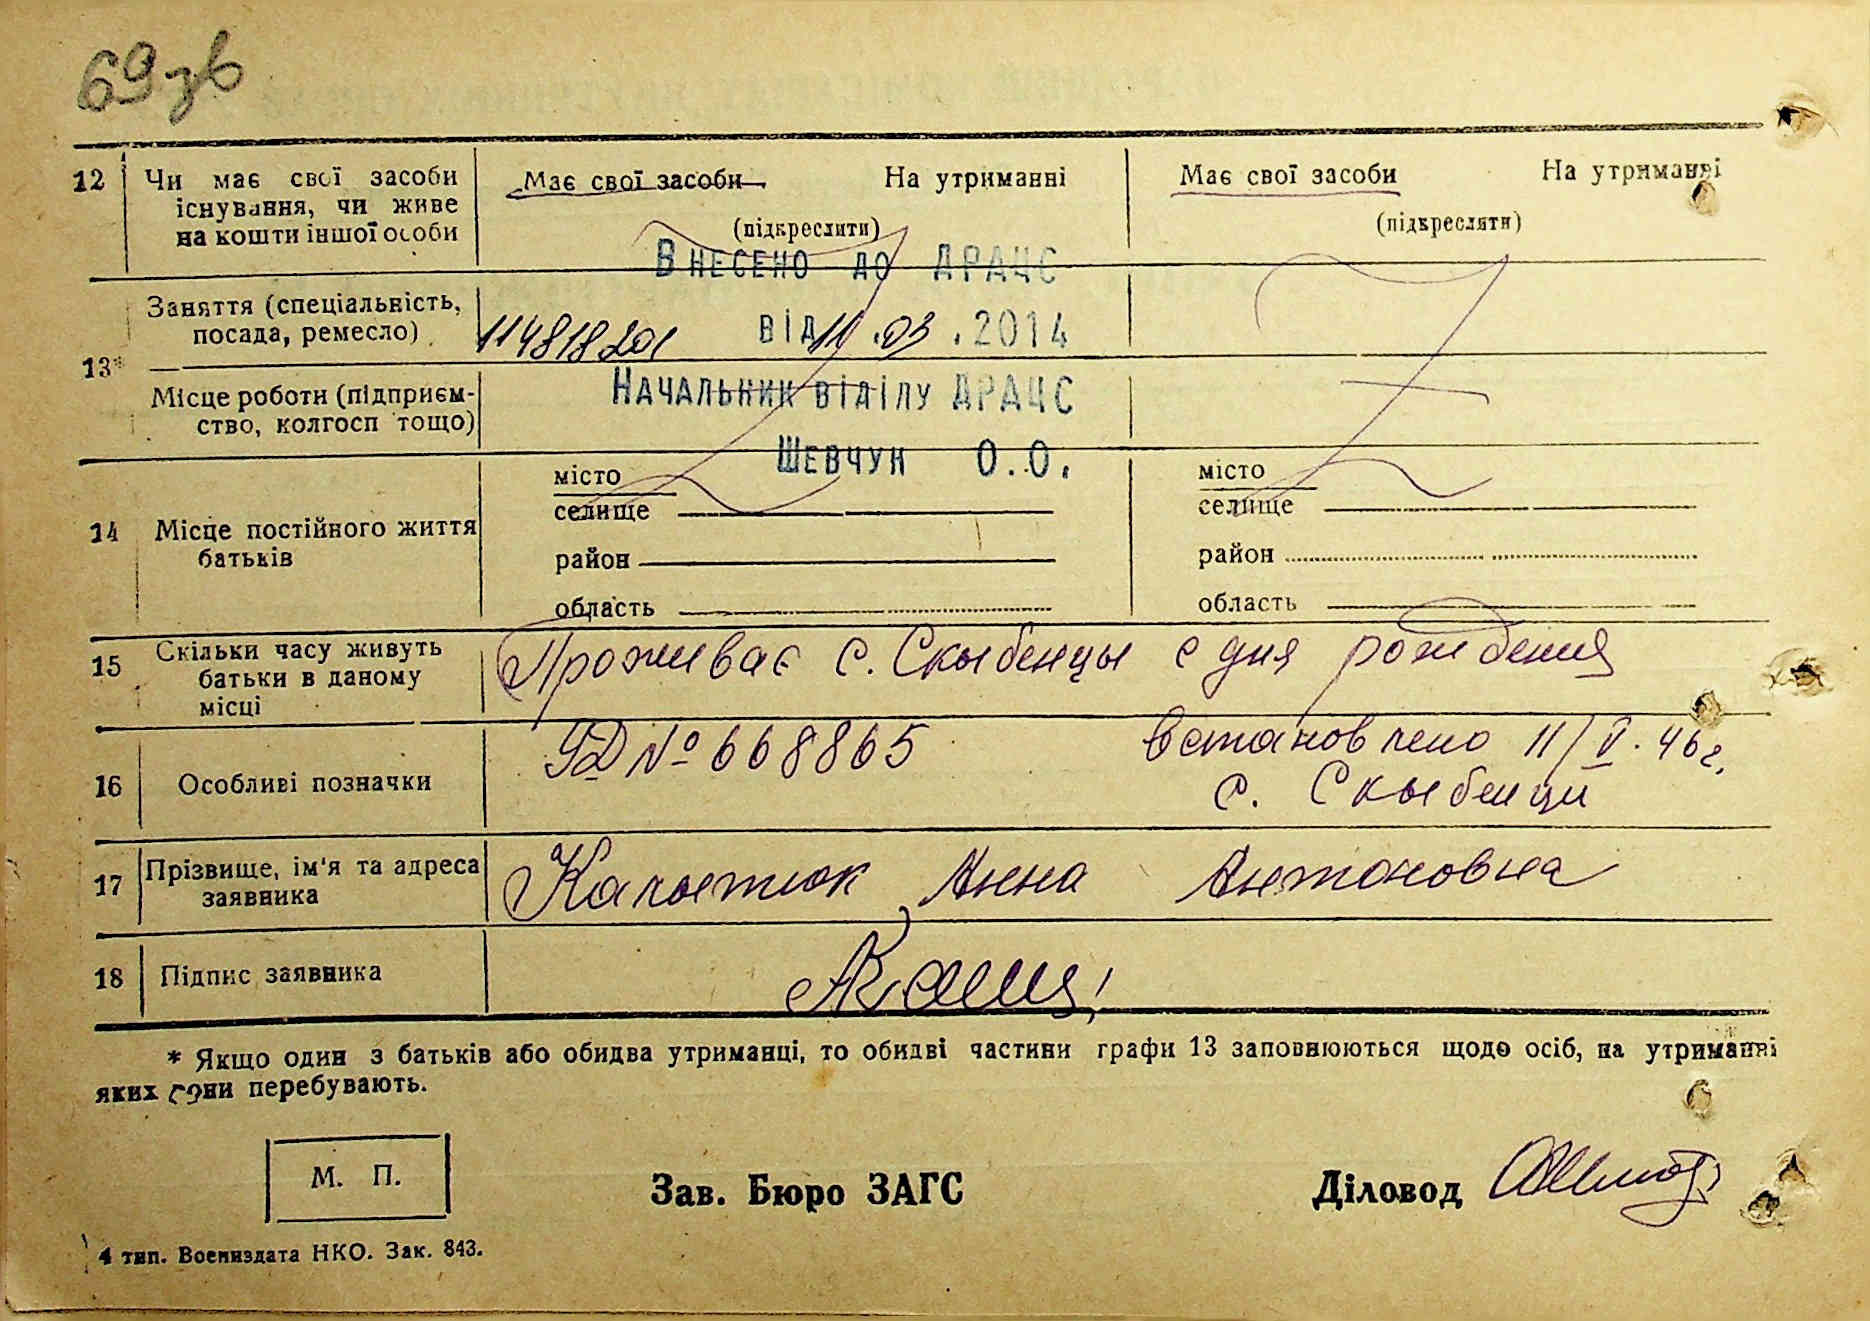 69зв
12 Чи має свої засоби існування, чи живе на кошти іншої особи
Має свої засоби На утриманні
(підкреслити)
Має свої засоби На утриманні
(підкреслити)
Внесено до ДРАЦС
13* Заняття (спеціальність, посада, ремесло)
від 11.03.2014
Місце роботи (підприємство, колгосп тощо)
Начальник відділу ДРАЦС
Шевчук О.О.
14 Місце постійного життя батьків
місто
селище
район
область
місто
селище
район
область
15 Скільки часу живуть батьки в даному місці
Проживає с. Скыбенцы с дня рождения
16 Особливі позначки
УД № 668865 встановлено 11/V. 46 г.
с. Скыбенци
17 Прізвище, ім'я та адреса заявника
Анна Антоновна
18 Підпис заявника
* Якщо один з батьків або обидва утриманці, то обидві частини графи 13 заповнюються щодо осіб, на утриманні
яких вони перебувають.
М. П.
Зав. Бюро ЗАГС
Діловод
4 тип. Воениздата НКО. Зак. 843.